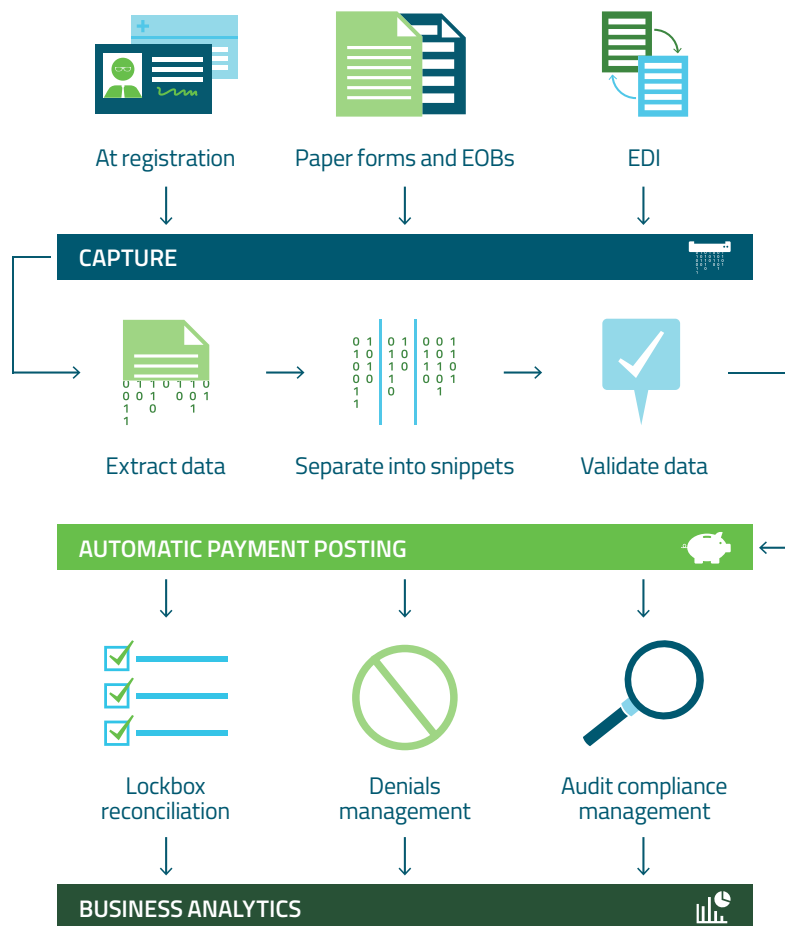 At registration
Paper forms and EOBs
EDI
CAPTURE
Extract data
Separate into snippets
Validate data
AUTOMATIC PAYMENT POSTING
Lockbox
reconciliation
Denials
management
Audit compliance
management
BUSINESS ANALYTICS